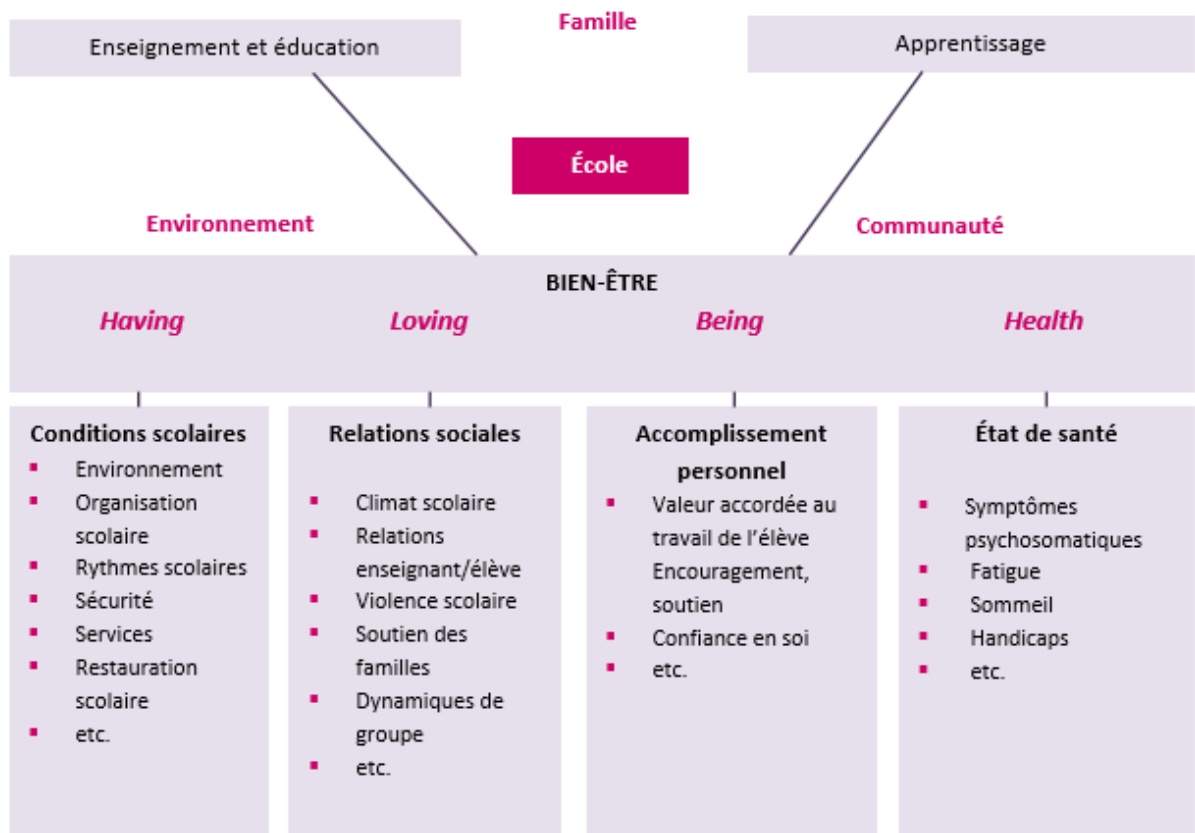 Famille
Enseignement et éducation
Apprentissage
École
Environnement
Communauté
BIEN-ÊTRE
Having
Loving
Being
Health
Conditions scolaires
▪ Environnement
▪ Organisation
scolaire
▪ Rythmes scolaires
▪ Sécurité
▪ Services
▪ Restauration
scolaire
▪ etc.
Relations sociales
▪ Climat scolaire
▪ Relations
enseignant/élève
▪ Violence scolaire
▪ Soutien des
familles
▪ Dynamiques de
groupe
▪ etc.
Accomplissement
personnel
▪ Valeur accordée au
travail de l’élève
Encouragement,
soutien
▪ Confiance en soi
▪ etc.
État de santé
▪ Symptômes
psychosomatiques
▪ Fatigue
▪ Sommeil
▪ Handicaps
▪ etc.